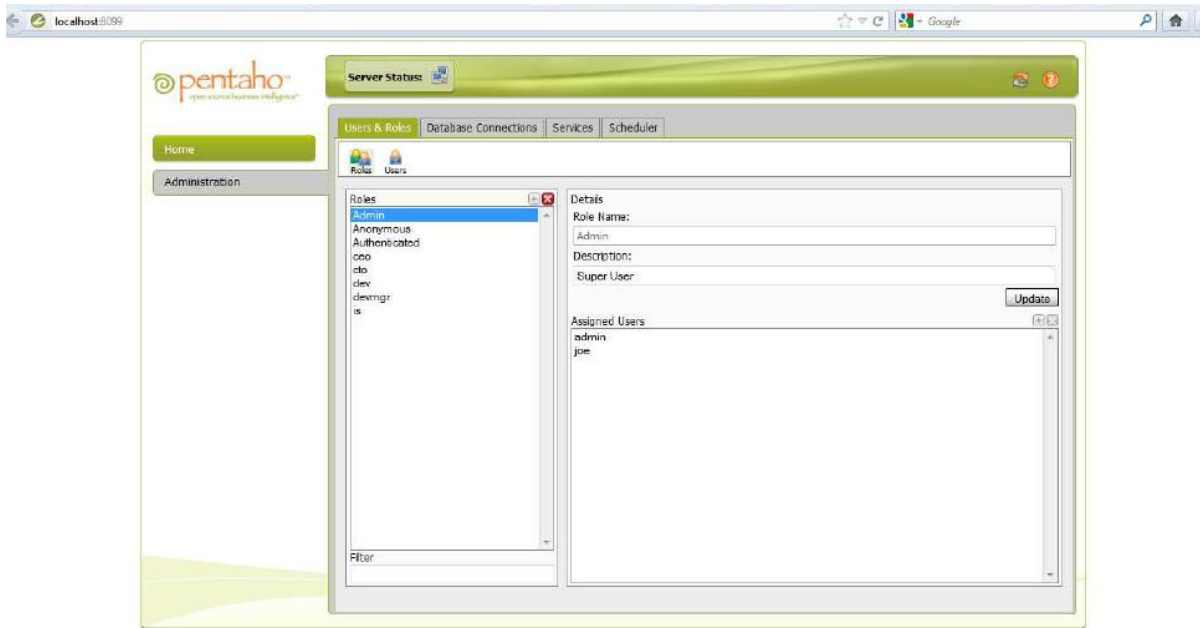 localhost:8099
Google
pentaho
open source business intelligence
Server Status:
Home
Administration
Users & Roles
Database Connections
Services
Scheduler
Roles
Users
Roles
Admin
Anonymous
Authenticated
ceo
cto
dev
devmgr
is
Filter
Details
Role Name:
Admin
Description:
Super User
Update
Assigned Users
admin
joe